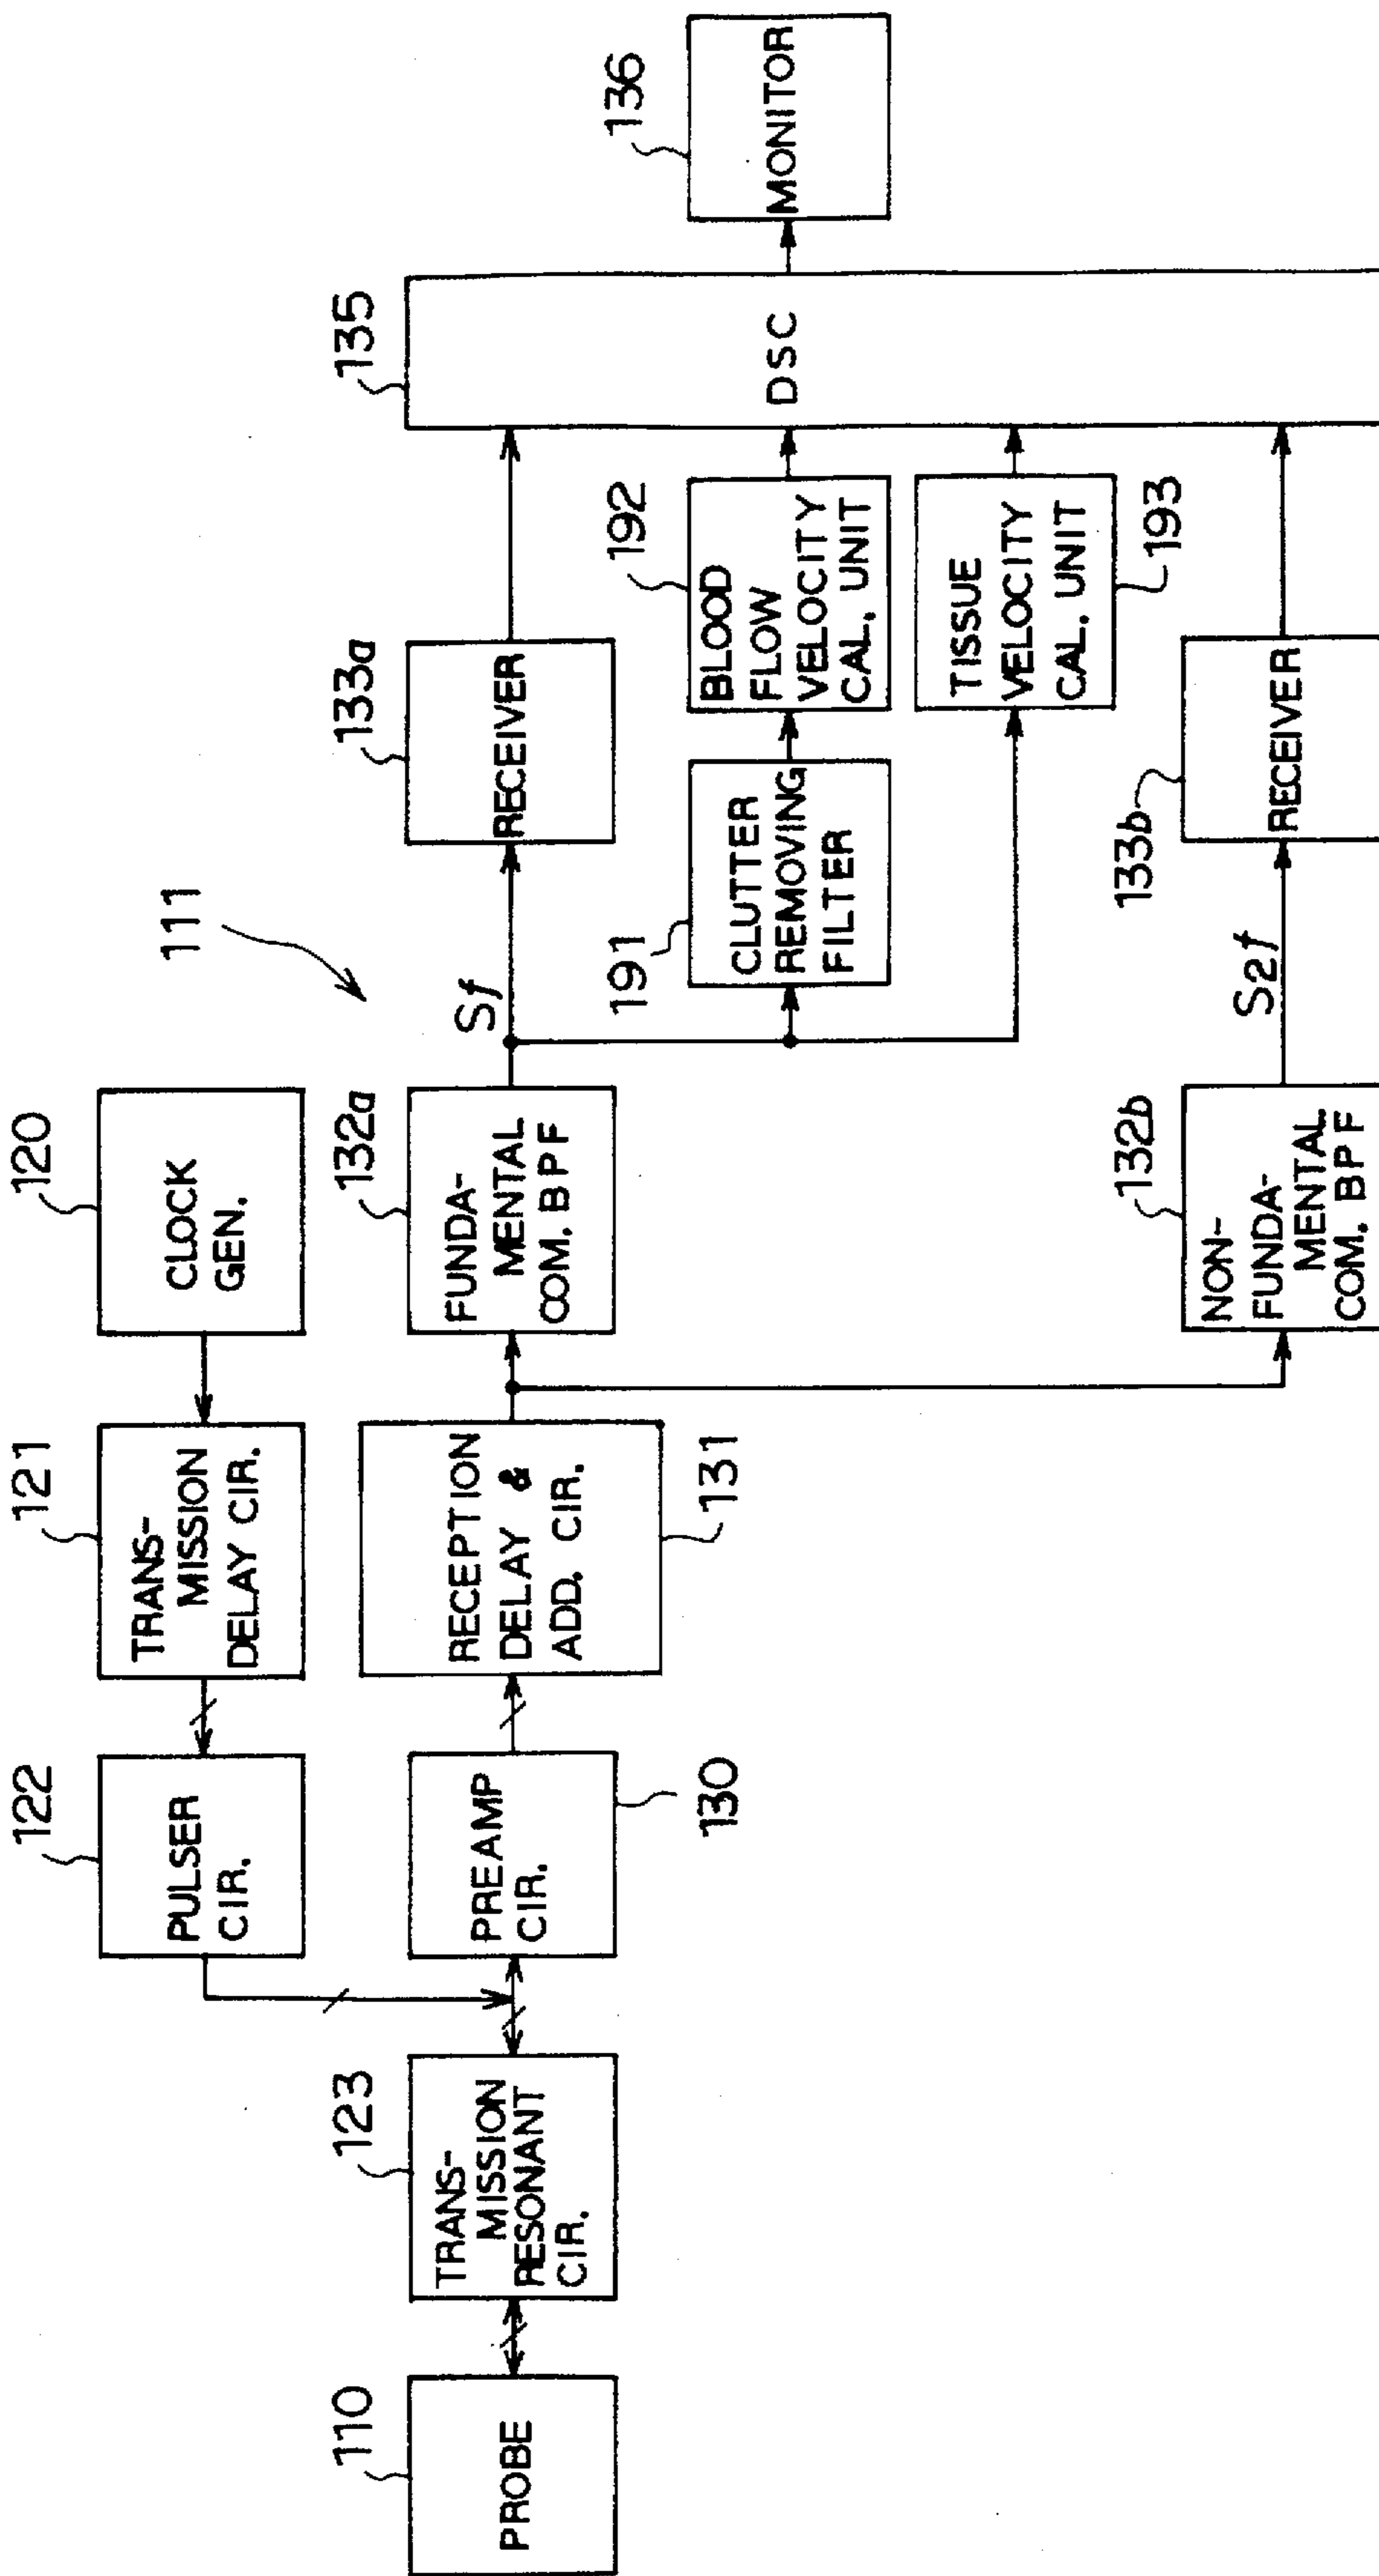 120
CLOCK
GEN.
121
TRANS-
MISSION
DELAY CIR.
122
PULSER
CIR.
111
110
PROBE
123
TRANS-
MISSION
RESONANT
CIR.
PREAMP
CIR.
130
RECEPTION
DELAY &
ADD. CIR.
131
132a
FUNDA-
MENTAL
COM. BPF
Sf
133a
RECEIVER
135
DSC
136
MONITOR
191
CLUTTER
REMOVING
FILTER
192
BLOOD
FLOW
VELOCITY
CAL. UNIT
TISSUE
VELOCITY
CAL. UNIT
193
132b
NON-
FUNDA-
MENTAL
COM. BPF
S2f
133b
RECEIVER